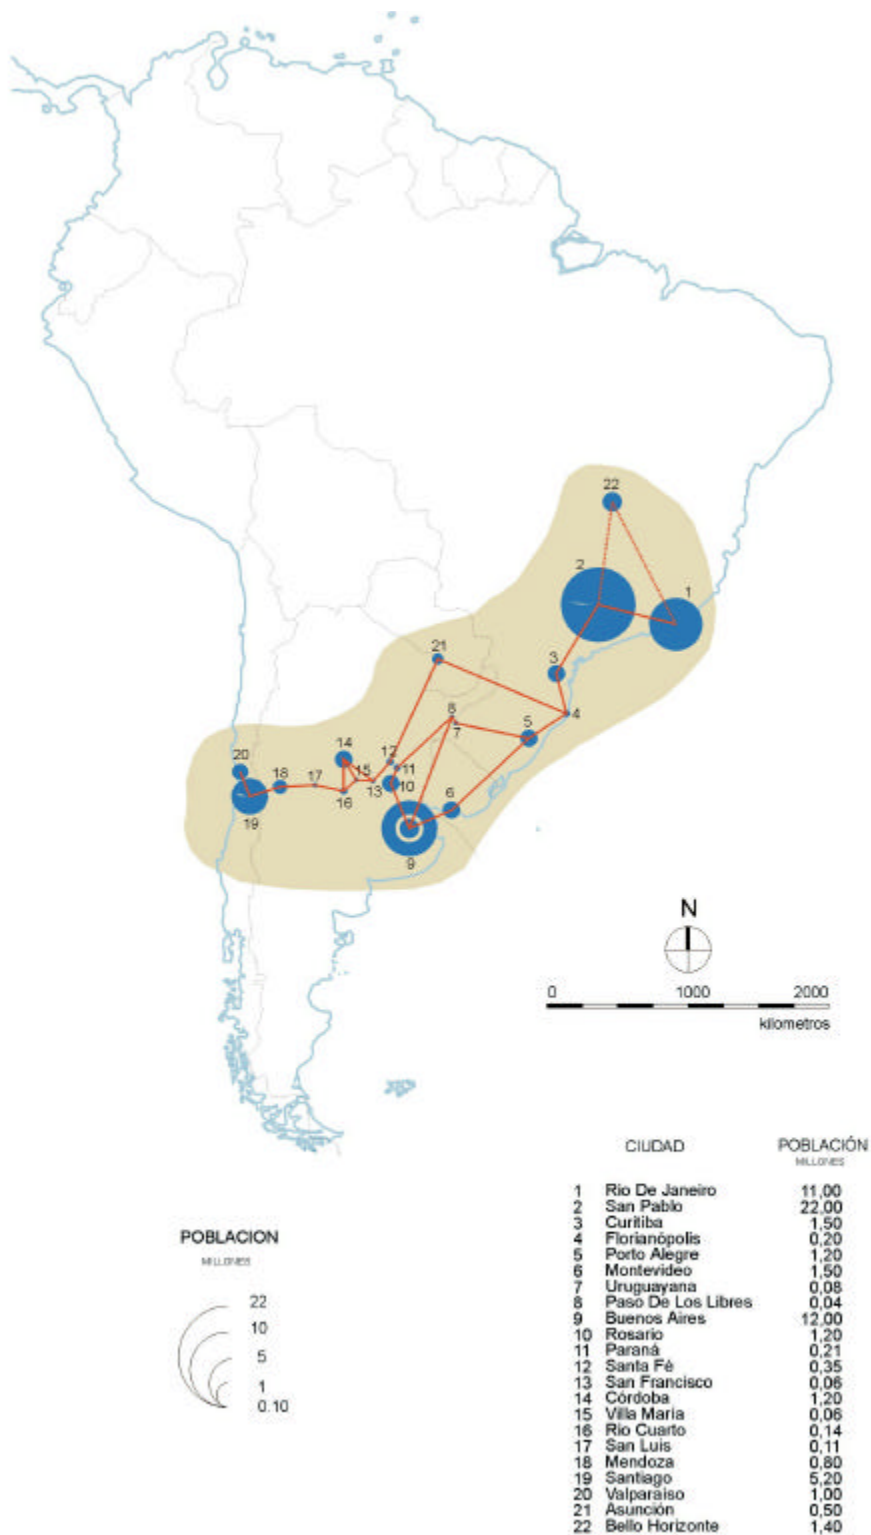 22
2
1
3
21
4
8
7
5
12
11
14
15
10
20
18
17
16
13
6
19
9
N
0 1000 2000
kilometros
CIUDAD POBLACIÓN
MILLONES
1 Rio De Janeiro 11,00
2 San Pablo 22,00
3 Curitiba 1,50
4 Florianópolis 0,20
5 Porto Alegre 1,20
6 Montevideo 1,50
7 Uruguayana 0,08
8 Paso De Los Libres 0,04
9 Buenos Aires 12,00
10 Rosario 1,20
11 Paraná 0,21
12 Santa Fé 0,35
13 San Francisco 0,06
14 Córdoba 1,20
15 Villa María 0,06
16 Rio Cuarto 0,14
17 San Luis 0,11
18 Mendoza 0,80
19 Santiago 5,20
20 Valparaiso 1,00
21 Asunción 0,50
22 Bello Horizonte 1,40
POBLACION
MILLONES
22
10
5
1
0.10